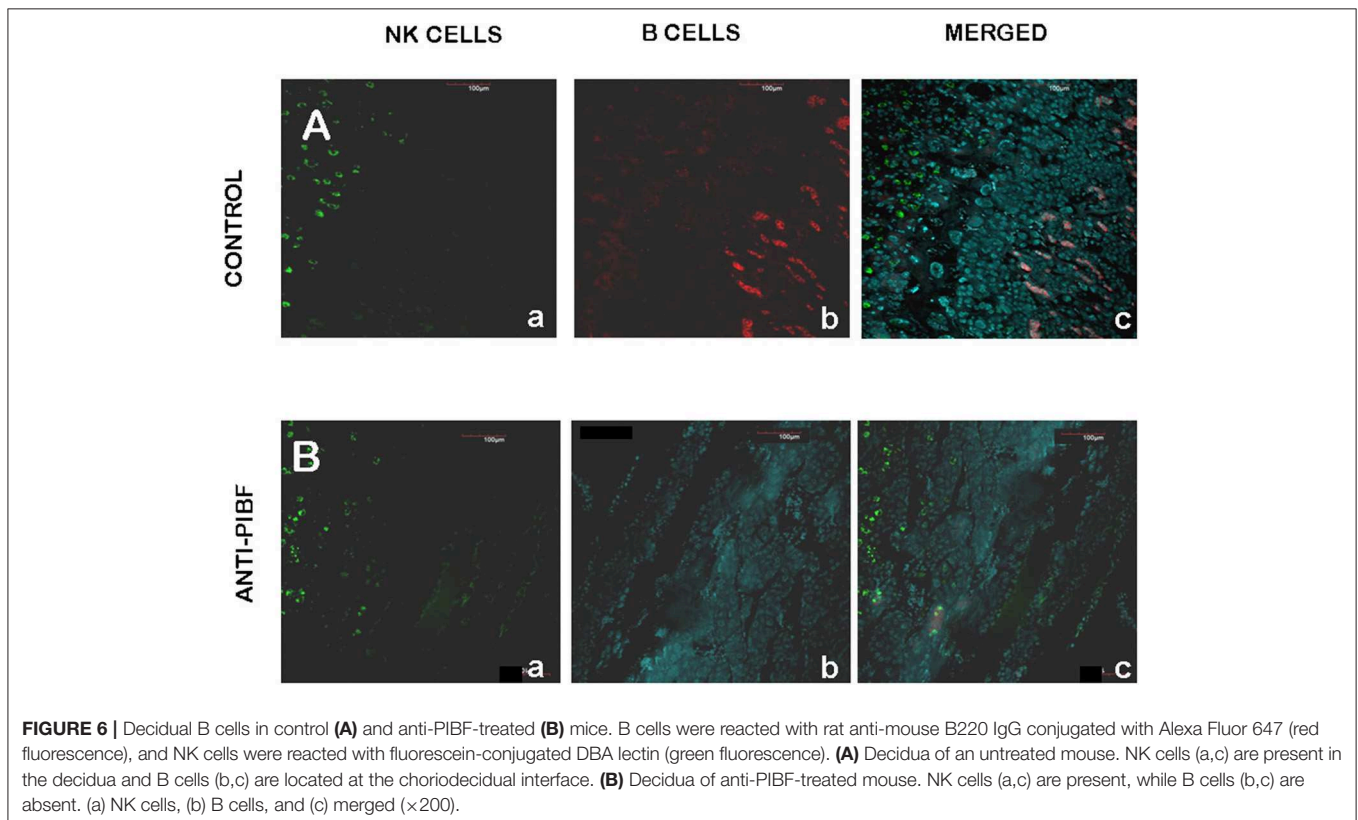 NK CELLS B CELLS MERGED
CONTROL
A
100µm
a
100µm
b
100µm
c
ANTI-PIBF
B
100µm
a
100µm
b
100µm
c
FIGURE 6 | Decidual B cells in control (A) and anti-PIBF-treated (B) mice. B cells were reacted with rat anti-mouse B220 IgG conjugated with Alexa Fluor 647 (red
fluorescence), and NK cells were reacted with fluorescein-conjugated DBA lectin (green fluorescence). (A) Decidua of an untreated mouse. NK cells (a,c) are present in
the decidua and B cells (b,c) are located at the choriodecidual interface. (B) Decidua of anti-PIBF-treated mouse. NK cells (a,c) are present, while B cells (b,c) are
absent. (a) NK cells, (b) B cells, and (c) merged (×200).